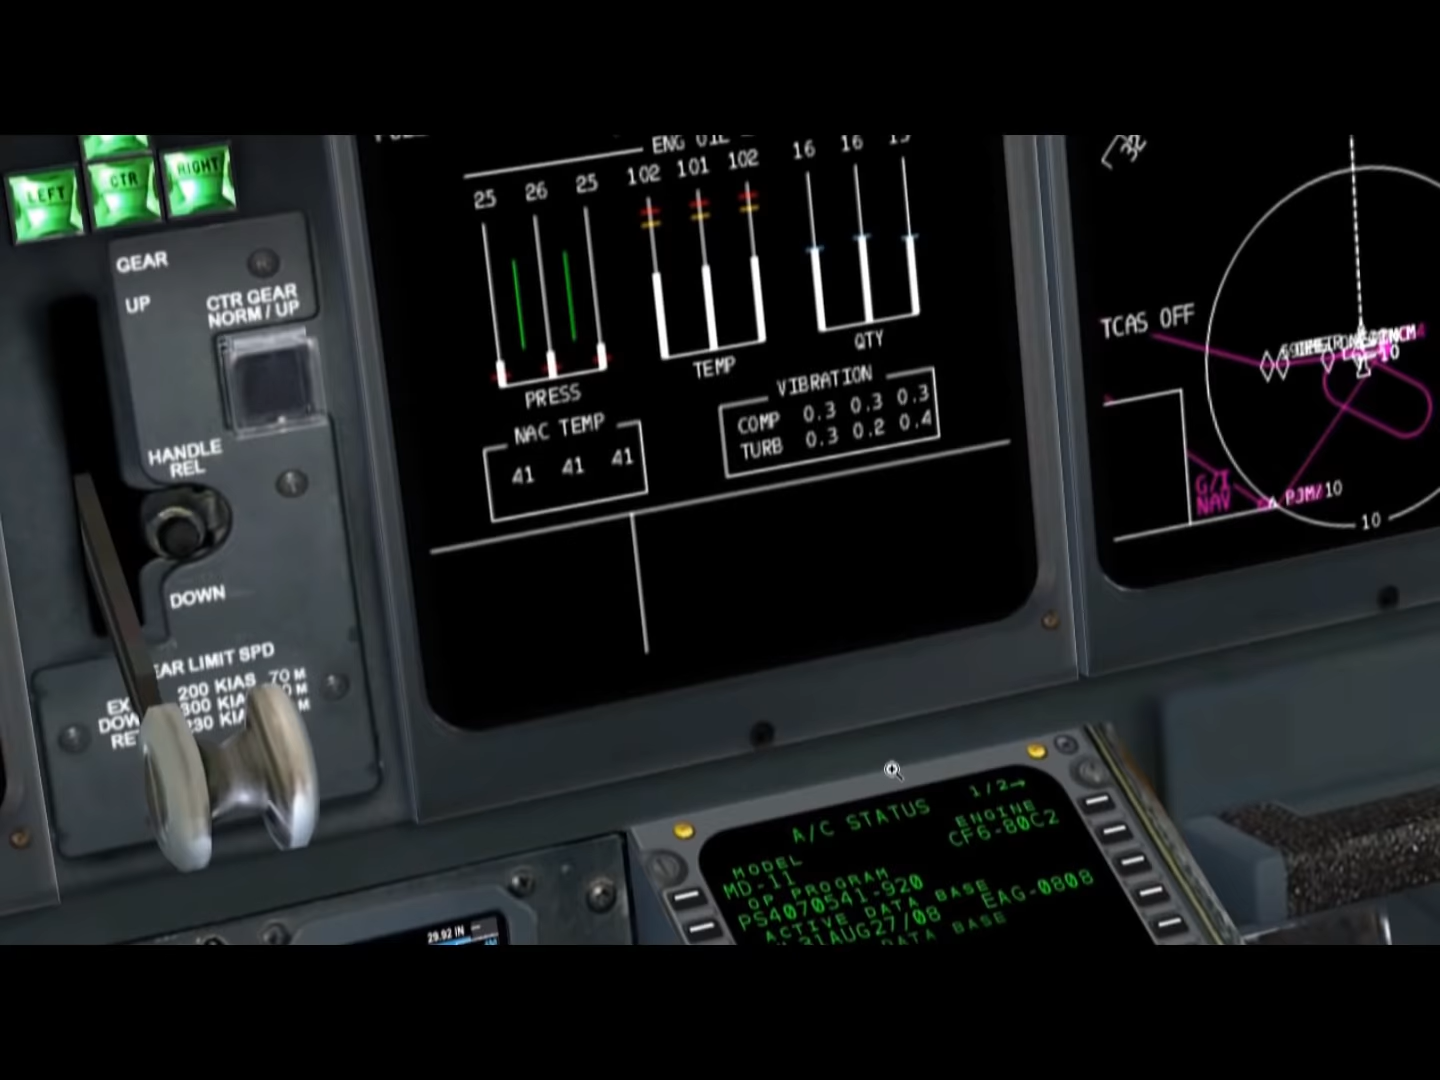 LEFT
CTR
RIGHT
GEAR
UP
CTR GEAR
NORM / UP
HANDLE
REL
DOWN
200 KIAS
ENG OIL
25 26 25
102 101 102
16 16
PRESS
TEMP
QTY
NAC TEMP
41 41 41
VIBRATION
COMP 0.3 0.3 0.3
TURB 0.3 0.2 0.4
TCAS OFF
G/I
NAV
10
10
A/C STATUS 1/2→
MODEL ENGINE
MD-11 CF6-80C2
OP PROGRAM
PS4070541-920
ACTIVE DATA BASE
31AUG27/08 EAG-0808
DATA BASE
29.92 IN